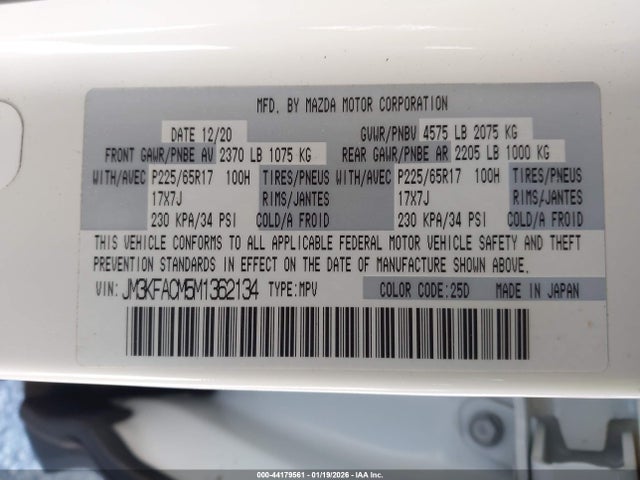 MFD. BY MAZDA MOTOR CORPORATION
DATE 12/20 GVWR/PNBV 4575 LB 2075 KG
FRONT GAWR/PNBE AV 2370 LB 1075 KG REAR GAWR/PNBE AR 2205 LB 1000 KG
WITH/AVEC P225/65R17 100H TIRES/PNEUS WITH/AVEC P225/65R17 100H TIRES/PNEUS
17X7J RIMS/JANTES 17X7J RIMS/JANTES
230 KPA/34 PSI COLD/A FROID 230 KPA/34 PSI COLD/A FROID
THIS VEHICLE CONFORMS TO ALL APPLICABLE FEDERAL MOTOR VEHICLE SAFETY AND THEFT
PREVENTION STANDARDS IN EFFECT ON THE DATE OF MANUFACTURE SHOWN ABOVE.
VIN: JM3KFACM5M1362134 TYPE:MPV COLOR CODE:25D MADE IN JAPAN
000-44179561 - 01/19/2026 - IAA Inc.